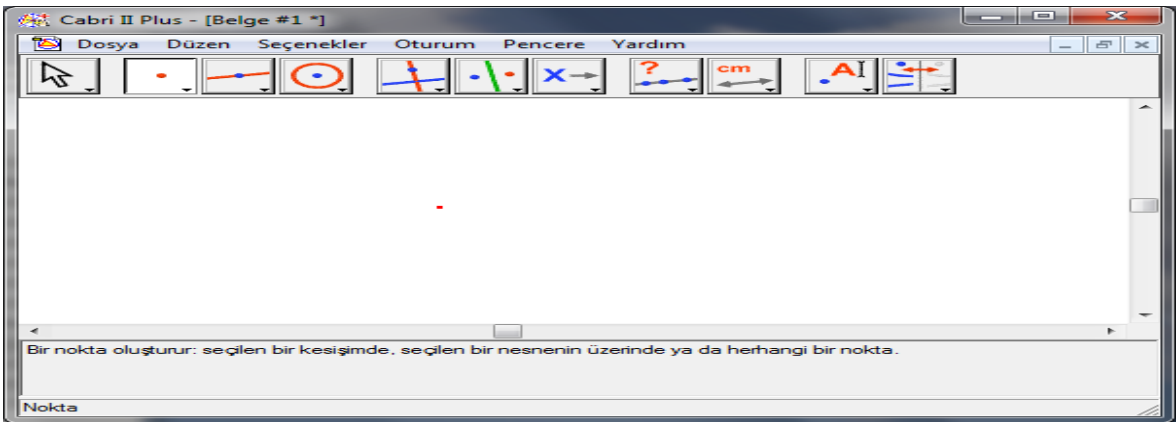 Cabri II Plus - [Belge #1 *]
Dosya Düzen Seçenekler Oturum Pencere Yardım
? cm A
Bir nokta oluşturur: seçilen bir kesişimde, seçilen bir nesnenin üzerinde ya da herhangi bir nokta.
Nokta